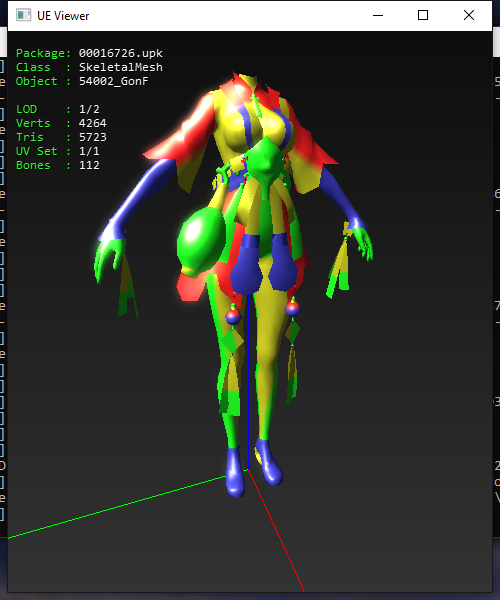 UE Viewer
Package: 00016726.upk
Class : SkeletalMesh
Object : 54002_GonF
LOD : 1/2
Verts : 4264
Tris : 5723
UV Set : 1/1
Bones : 112